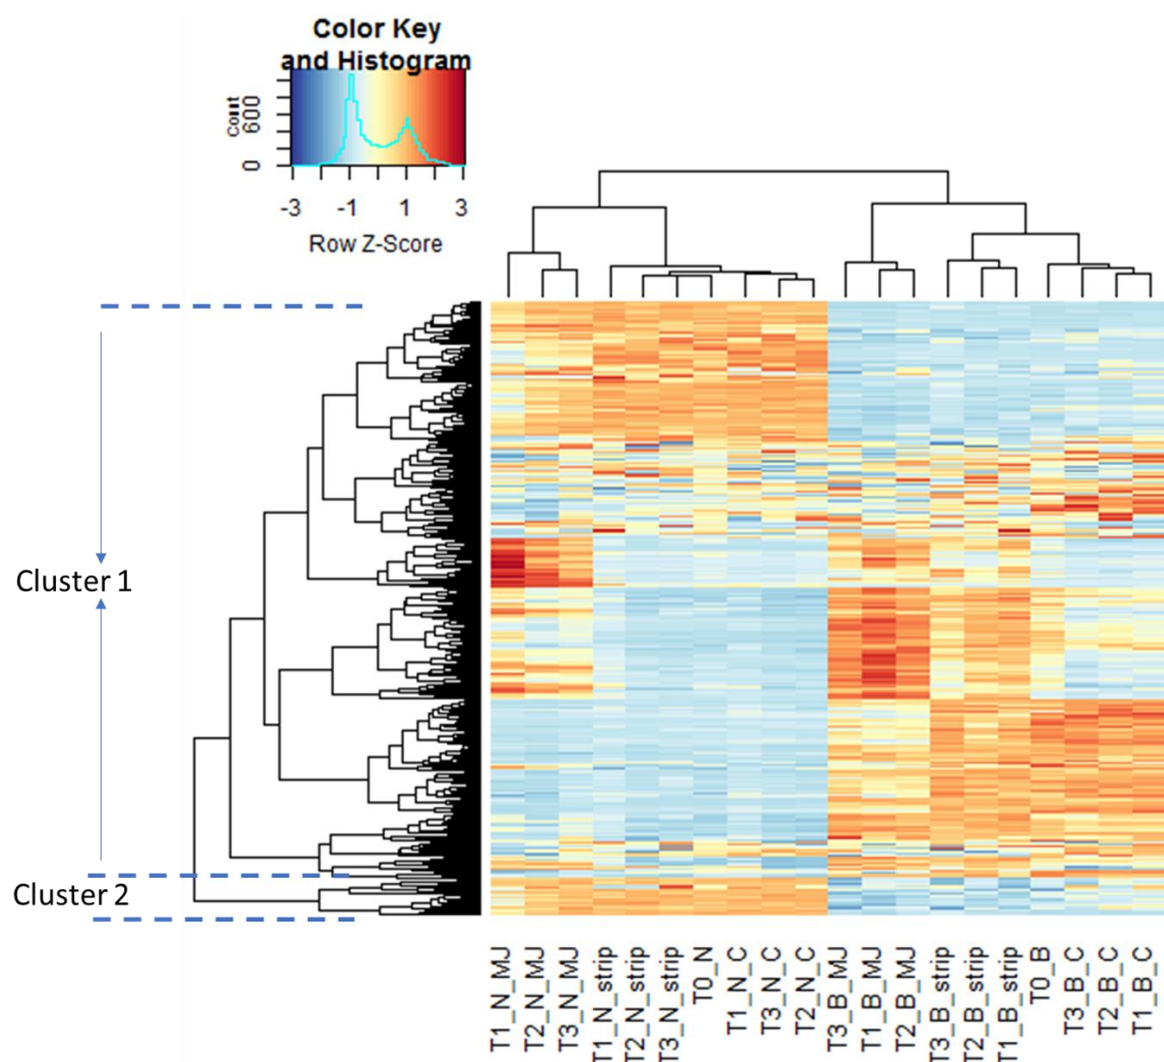 Color Key
and Histogram
Count
0 600
-3 -1 1 3
Row Z-Score
Cluster 1
Cluster 2
T1_N_MJ
T2_N_MJ
T3_N_MJ
T1_N_strip
T2_N_strip
T3_N_strip
T0_N
T1_N_C
T3_N_C
T2_N_C
T3_B_MJ
T1_B_MJ
T2_B_MJ
T3_B_strip
T2_B_strip
T1_B_strip
T0_B
T3_B_C
T2_B_C
T1_B_C